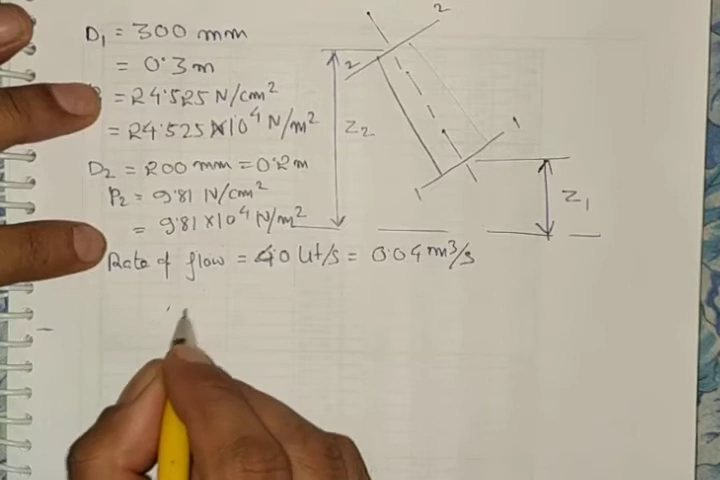 D₁ = 300 mm
= 0.3 m
= 24.525 N/cm²
= 24.525 × 10⁴ N/m²
D₂ = 200 mm = 0.2 m
P₂ = 9.81 N/cm²
= 9.81 × 10⁴ N/m²
Rate of flow = 40 lit/s = 0.04 m³/s
2
2
Z₂
1
1
Z₁